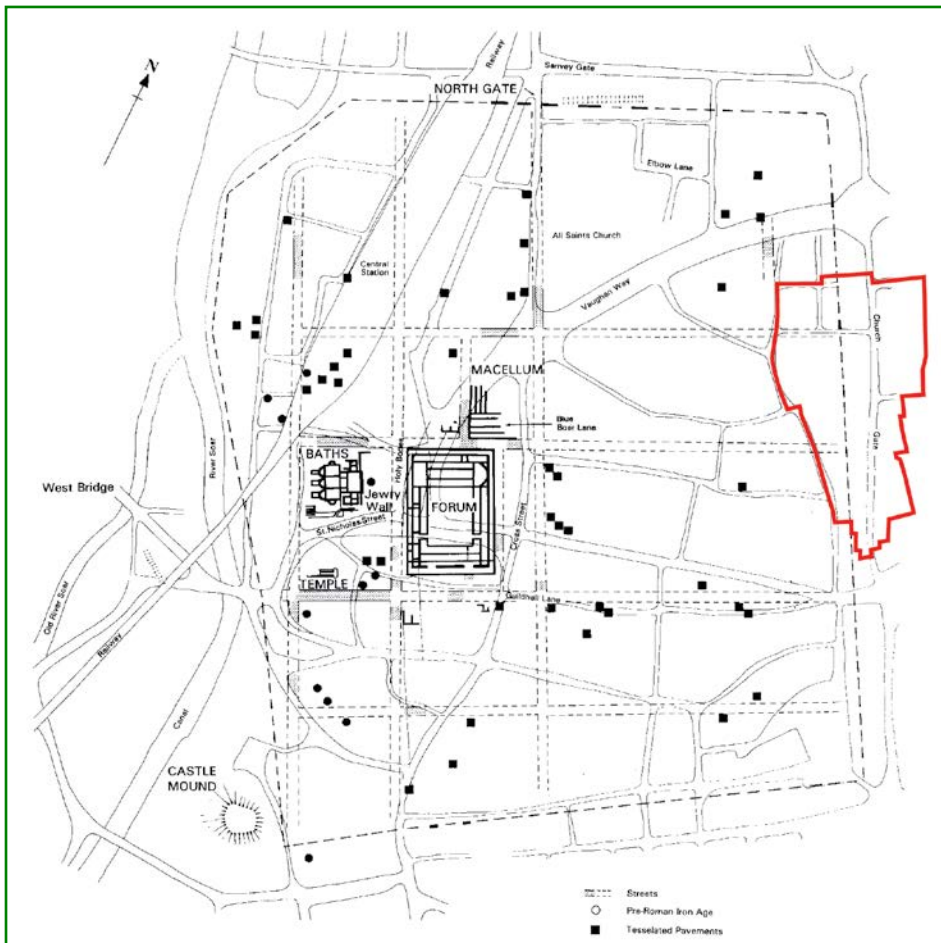 N
Railway
Sanvey Gate
NORTH GATE
Elbow Lane
All Saints Church
Central
Station
Vaughan Way
Church
Gate
River Soar
MACELLUM
Blue
Boar Lane
BATHS
Holy Bones
Jewry
Wall
FORUM
West Bridge
St. Nicholas Street
Cross Street
TEMPLE
Guildhall Lane
Old River Soar
Railway
Canal
CASTLE
MOUND
Streets
Pre-Roman Iron Age
Tesselated Pavements